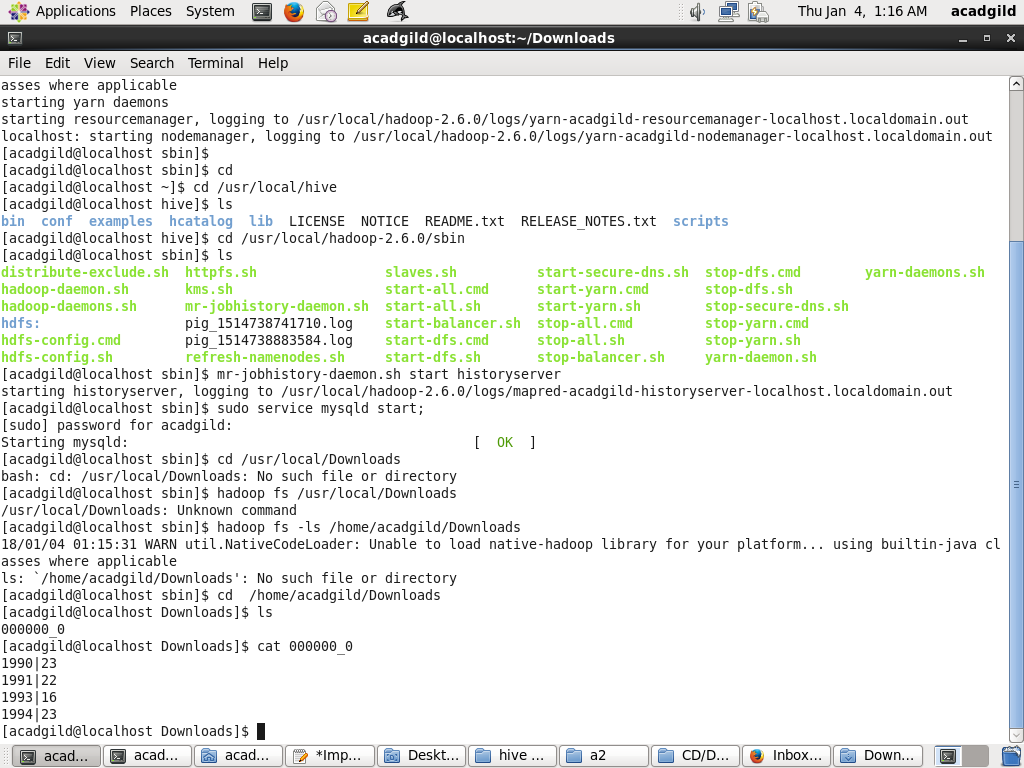 Applications Places System Thu Jan 4, 1:16 AM acadgild
acadgild@localhost:~/Downloads
File Edit View Search Terminal Help
asses where applicable
starting yarn daemons
starting resourcemanager, logging to /usr/local/hadoop-2.6.0/logs/yarn-acadgild-resourcemanager-localhost.localdomain.out
localhost: starting nodemanager, logging to /usr/local/hadoop-2.6.0/logs/yarn-acadgild-nodemanager-localhost.localdomain.out
[acadgild@localhost sbin]$
[acadgild@localhost sbin]$ cd
[acadgild@localhost ~]$ cd /usr/local/hive
[acadgild@localhost hive]$ ls
bin conf examples hcatalog lib LICENSE NOTICE README.txt RELEASE_NOTES.txt scripts
[acadgild@localhost hive]$ cd /usr/local/hadoop-2.6.0/sbin
[acadgild@localhost sbin]$ ls
distribute-exclude.sh httpfs.sh slaves.sh start-secure-dns.sh stop-dfs.cmd yarn-daemons.sh
hadoop-daemon.sh kms.sh start-all.cmd start-yarn.cmd stop-dfs.sh
hadoop-daemons.sh mr-jobhistory-daemon.sh start-all.sh start-yarn.sh stop-secure-dns.sh
hdfs: pig_1514738741710.log start-balancer.sh stop-all.cmd stop-yarn.cmd
hdfs-config.cmd pig_1514738883584.log start-dfs.cmd stop-all.sh stop-yarn.sh
hdfs-config.sh refresh-namenodes.sh start-dfs.sh stop-balancer.sh yarn-daemon.sh
[acadgild@localhost sbin]$ mr-jobhistory-daemon.sh start historyserver
starting historyserver, logging to /usr/local/hadoop-2.6.0/logs/mapred-acadgild-historyserver-localhost.localdomain.out
[acadgild@localhost sbin]$ sudo service mysqld start;
[sudo] password for acadgild:
Starting mysqld: [ OK ]
[acadgild@localhost sbin]$ cd /usr/local/Downloads
bash: cd: /usr/local/Downloads: No such file or directory
[acadgild@localhost sbin]$ hadoop fs /usr/local/Downloads
/usr/local/Downloads: Unknown command
[acadgild@localhost sbin]$ hadoop fs -ls /home/acadgild/Downloads
18/01/04 01:15:31 WARN util.NativeCodeLoader: Unable to load native-hadoop library for your platform... using builtin-java cl
asses where applicable
ls: `/home/acadgild/Downloads': No such file or directory
[acadgild@localhost sbin]$ cd  /home/acadgild/Downloads
[acadgild@localhost Downloads]$ ls
000000_0
[acadgild@localhost Downloads]$ cat 000000_0
1990|23
1991|22
1993|16
1994|23
[acadgild@localhost Downloads]$
acad... acad... acad... *Imp... Deskt... hive ... a2 CD/D... Inbox... Down...